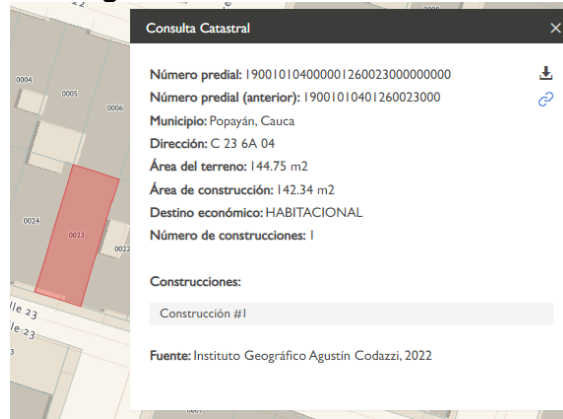 Consulta Catastral
Número predial: 190010104000001260023000000000
Número predial (anterior): 19001010401260023000
Municipio: Popayán, Cauca
Dirección: C 23 6A 04
Área del terreno: 144.75 m2
Área de construcción: 142.34 m2
Destino económico: HABITACIONAL
Número de construcciones: 1
Construcciones:
Construcción #1
Fuente: Instituto Geográfico Agustín Codazzi, 2022
0004
0005
0006
0024
0023
0022
lle 23
lle 23
3
0007